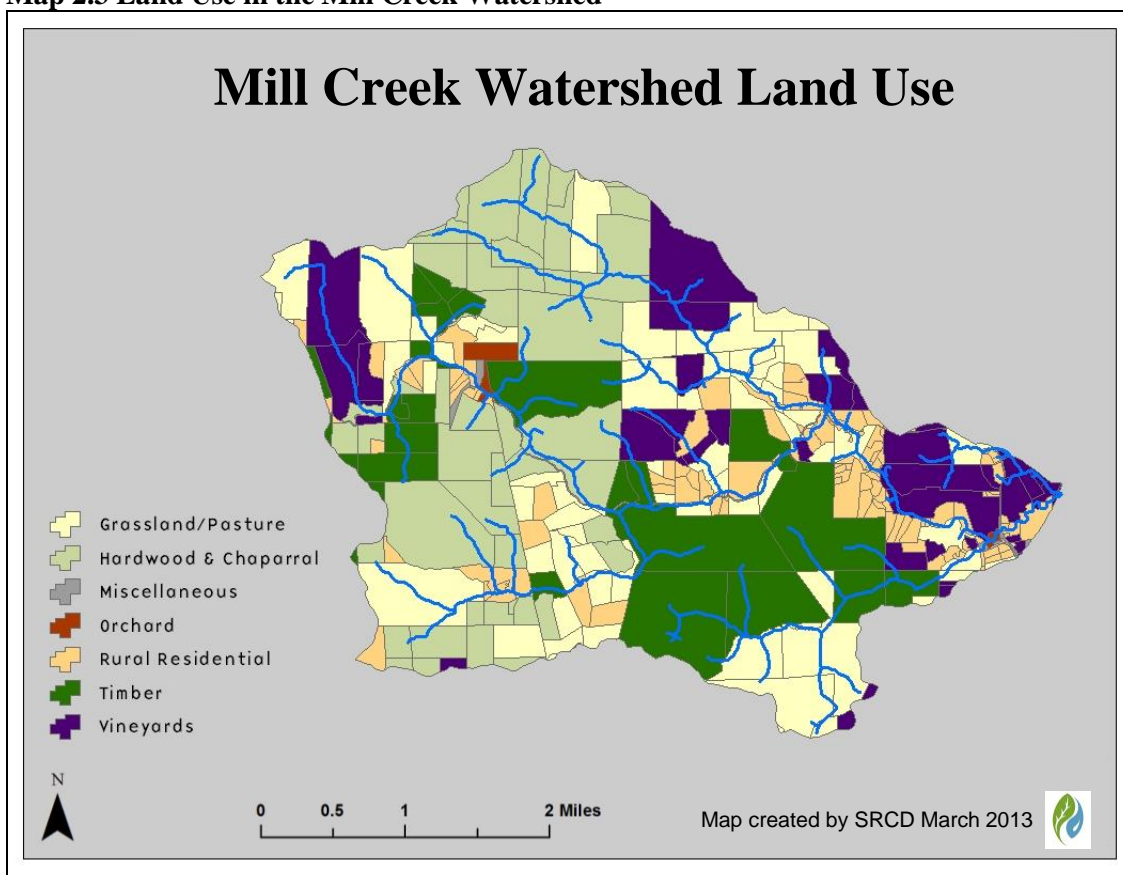 Map 2.3 Land Use in the Mill Creek Watershed
Mill Creek Watershed Land Use
Grassland/Pasture
Hardwood & Chaparral
Miscellaneous
Orchard
Rural Residential
Timber
Vineyards
N
0 0.5 1 2 Miles
Map created by SRCD March 2013